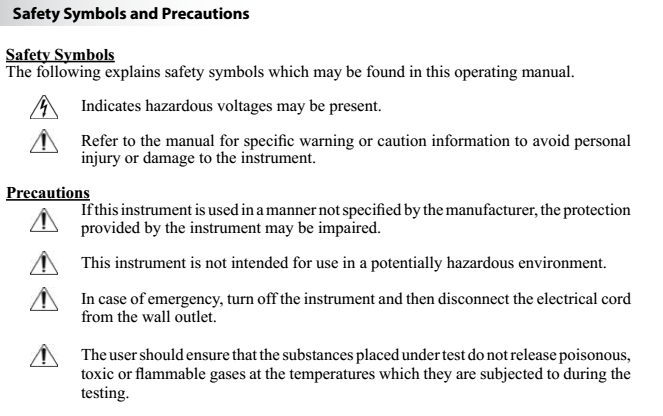 Safety Symbols and Precautions
Safety Symbols
The following explains safety symbols which may be found in this operating manual.
Indicates hazardous voltages may be present.
Refer to the manual for specific warning or caution information to avoid personal
injury or damage to the instrument.
Precautions
If this instrument is used in a manner not specified by the manufacturer, the protection
provided by the instrument may be impaired.
This instrument is not intended for use in a potentially hazardous environment.
In case of emergency, turn off the instrument and then disconnect the electrical cord
from the wall outlet.
The user should ensure that the substances placed under test do not release poisonous,
toxic or flammable gases at the temperatures which they are subjected to during the
testing.